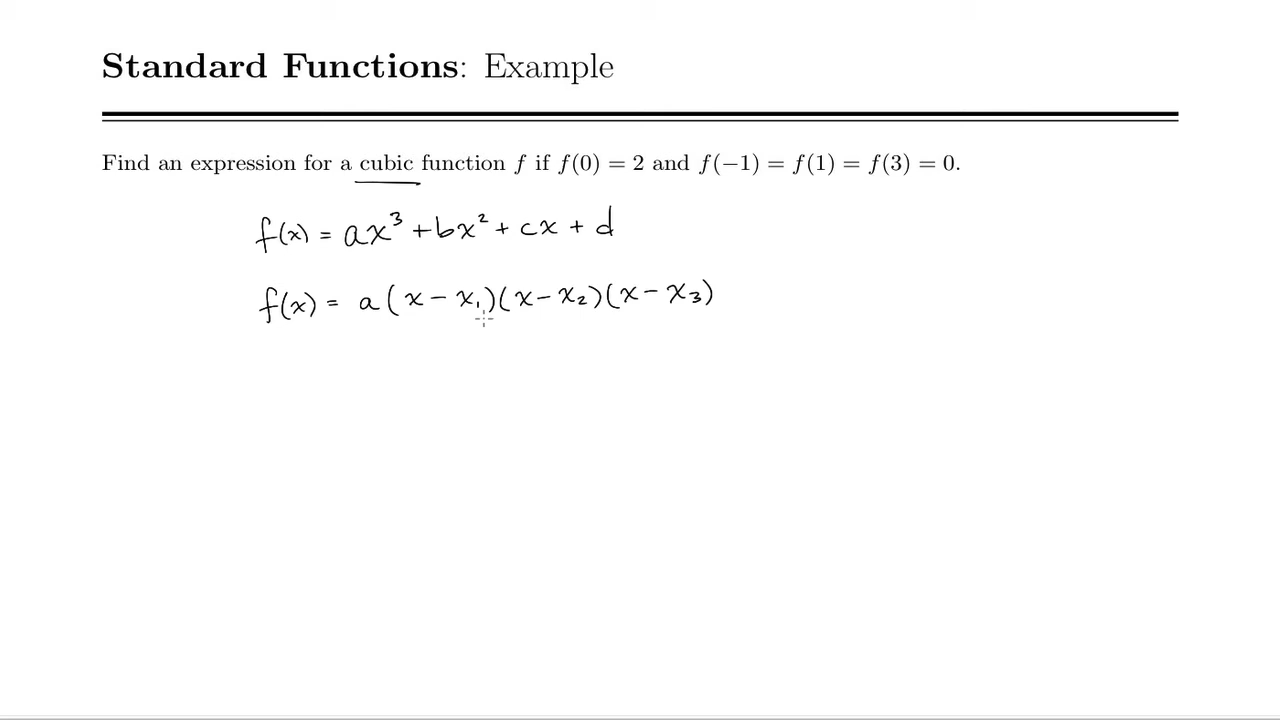 Standard Functions: Example
Find an expression for a cubic function f if f(0) = 2 and f(−1) = f(1) = f(3) = 0.
f(x) = ax³ + bx² + cx + d
f(x) = a(x − x₁)(x − x₂)(x − x₃)